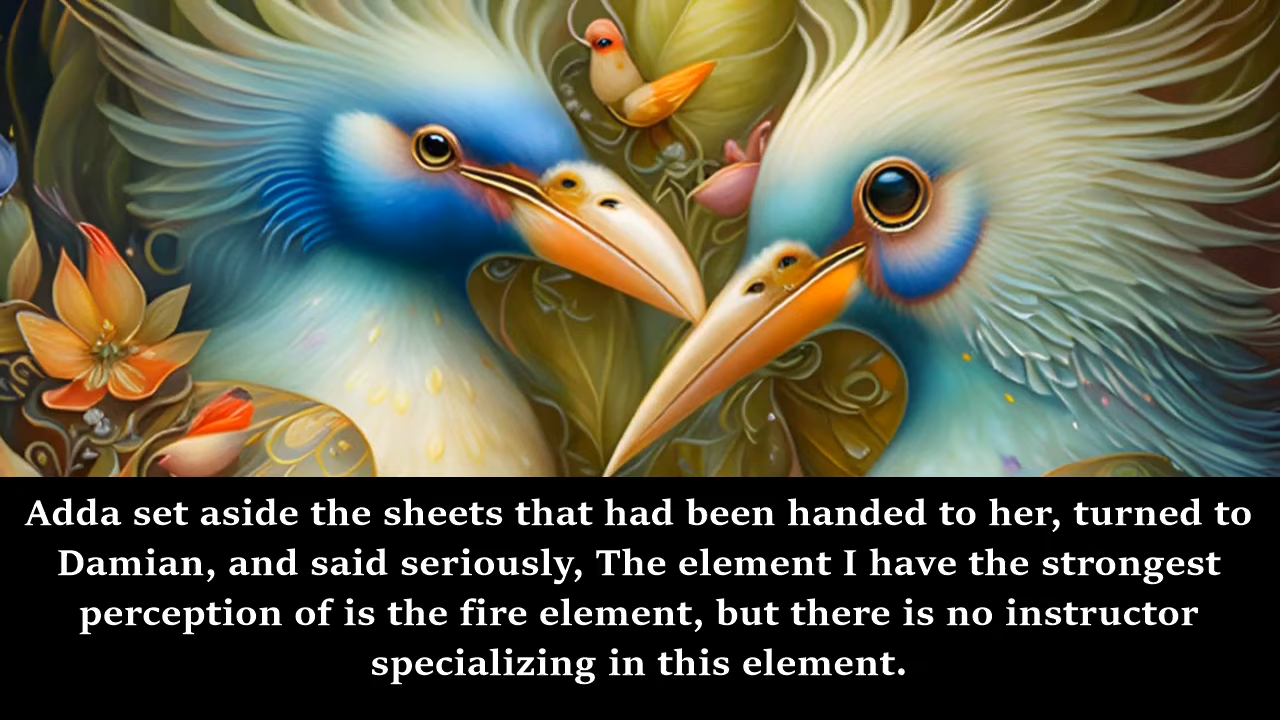 Adda set aside the sheets that had been handed to her, turned to
Damian, and said seriously, The element I have the strongest
perception of is the fire element, but there is no instructor
specializing in this element.